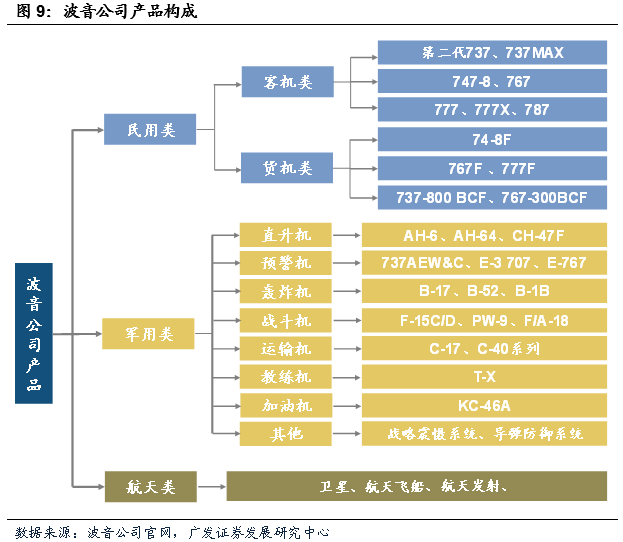 图 9：波音公司产品构成
波音公司产品
民用类
客机类
第二代737、737MAX
747-8、767
777、777X、787
货机类
74-8F
767F 、777F
737-800 BCF、767-300BCF
军用类
直升机
AH-6、AH-64、CH-47F
预警机
737AEW&C、E-3 707、E-767
轰炸机
B-17、B-52、B-1B
战斗机
F-15C/D、PW-9、F/A-18
运输机
C-17、C-40系列
教练机
T-X
加油机
KC-46A
其他
战略震慑系统、导弹防御系统
航天类
卫星、航天飞船、航天发射、
数据来源：波音公司官网，广发证券发展研究中心